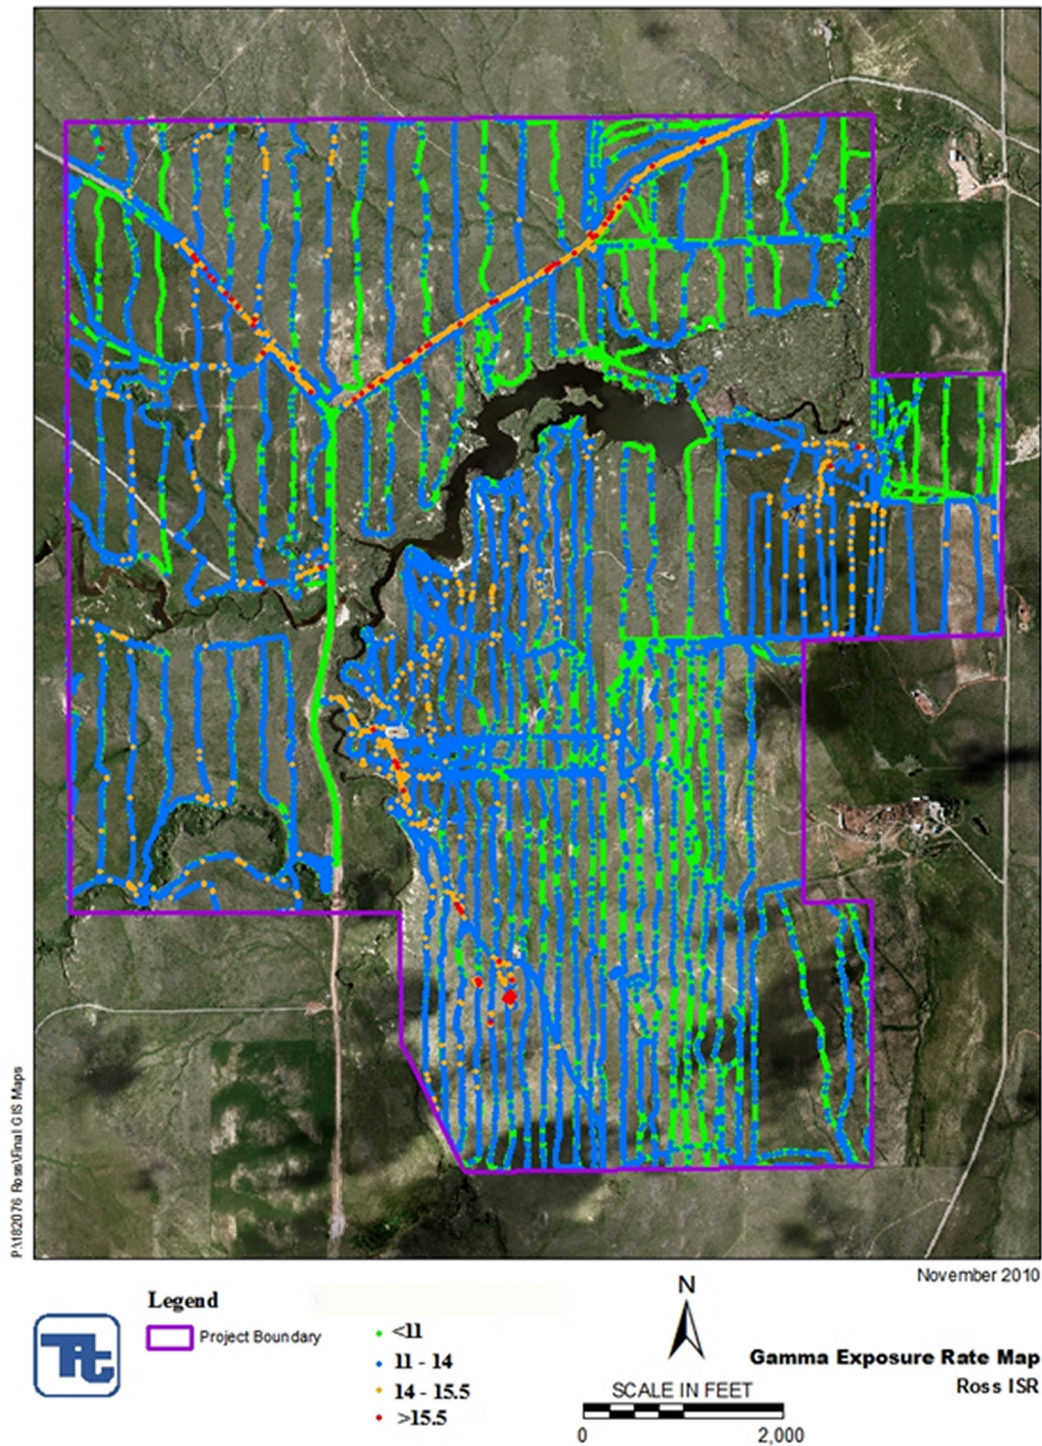 P:\182076 Ross\Final GIS Maps
November 2010
Legend
Project Boundary
<11
11 - 14
14 - 15.5
>15.5
N
Gamma Exposure Rate Map
Ross ISR
SCALE IN FEET
0 2,000